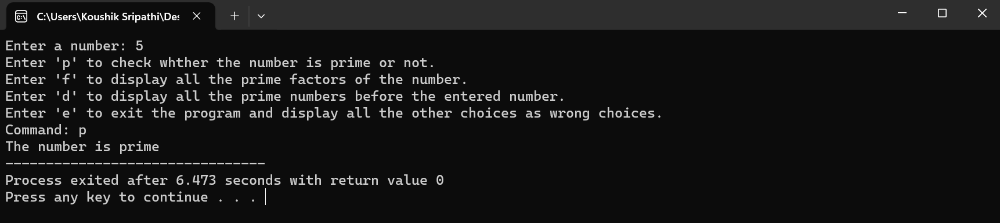 C:\Users\Koushik Sripathi\Des
Enter a number: 5
Enter 'p' to check whther the number is prime or not.
Enter 'f' to display all the prime factors of the number.
Enter 'd' to display all the prime numbers before the entered number.
Enter 'e' to exit the program and display all the other choices as wrong choices.
Command: p
The number is prime
--------------------------------
Process exited after 6.473 seconds with return value 0
Press any key to continue . . .